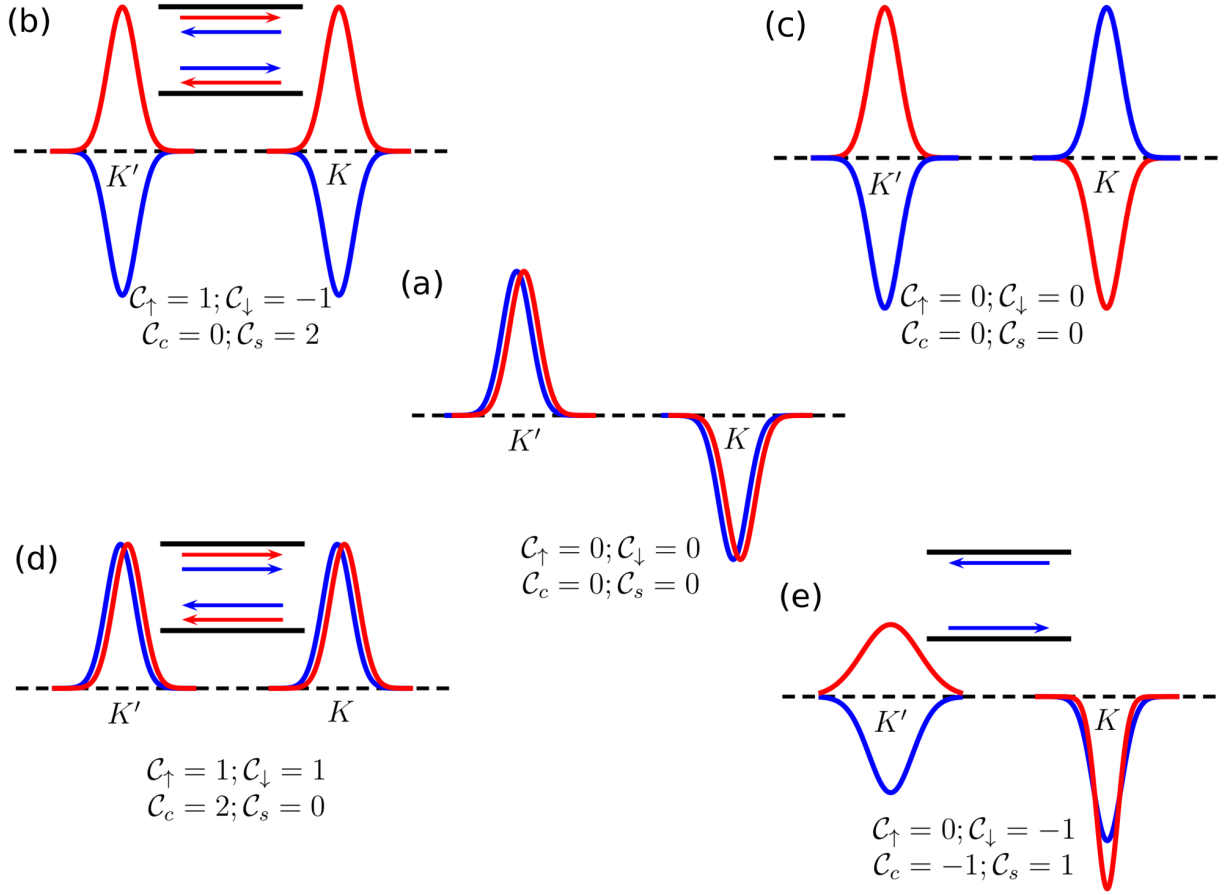 (b)
K′
K
C↑ = 1; C↓ = −1
Cc = 0; Cs = 2
(c)
K′
K
C↑ = 0; C↓ = 0
Cc = 0; Cs = 0
(a)
K′
K
C↑ = 0; C↓ = 0
Cc = 0; Cs = 0
(d)
K′
K
C↑ = 1; C↓ = 1
Cc = 2; Cs = 0
(e)
K′
K
C↑ = 0; C↓ = −1
Cc = −1; Cs = 1